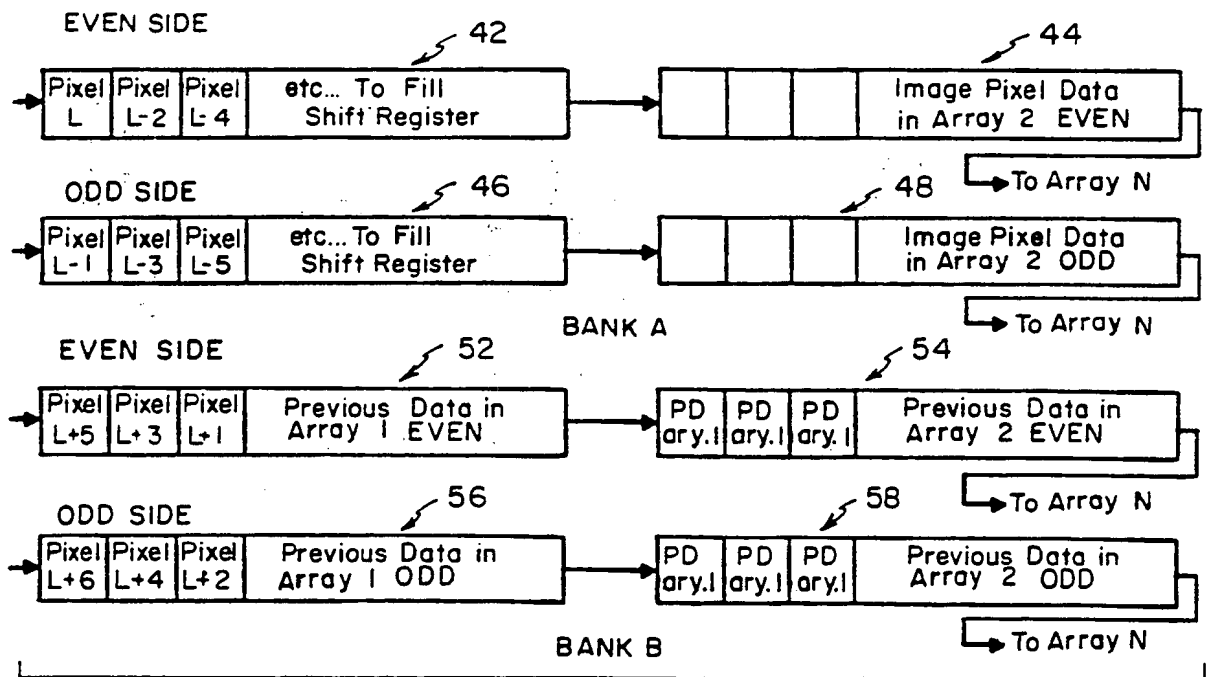 EVEN SIDE
42
44
Pixel L
Pixel L-2
Pixel L-4
etc... To Fill
Shift Register
Image Pixel Data
in Array 2 EVEN
To Array N
ODD SIDE
46
48
Pixel L-1
Pixel L-3
Pixel L-5
etc... To Fill
Shift Register
Image Pixel Data
in Array 2 ODD
To Array N
BANK A
EVEN SIDE
52
54
Pixel L+5
Pixel L+3
Pixel L+1
Previous Data in
Array 1 EVEN
PD ary.1
PD ary.1
PD ary.1
Previous Data in
Array 2 EVEN
To Array N
ODD SIDE
56
58
Pixel L+6
Pixel L+4
Pixel L+2
Previous Data in
Array 1 ODD
PD ary.1
PD ary.1
PD ary.1
Previous Data in
Array 2 ODD
To Array N
BANK B